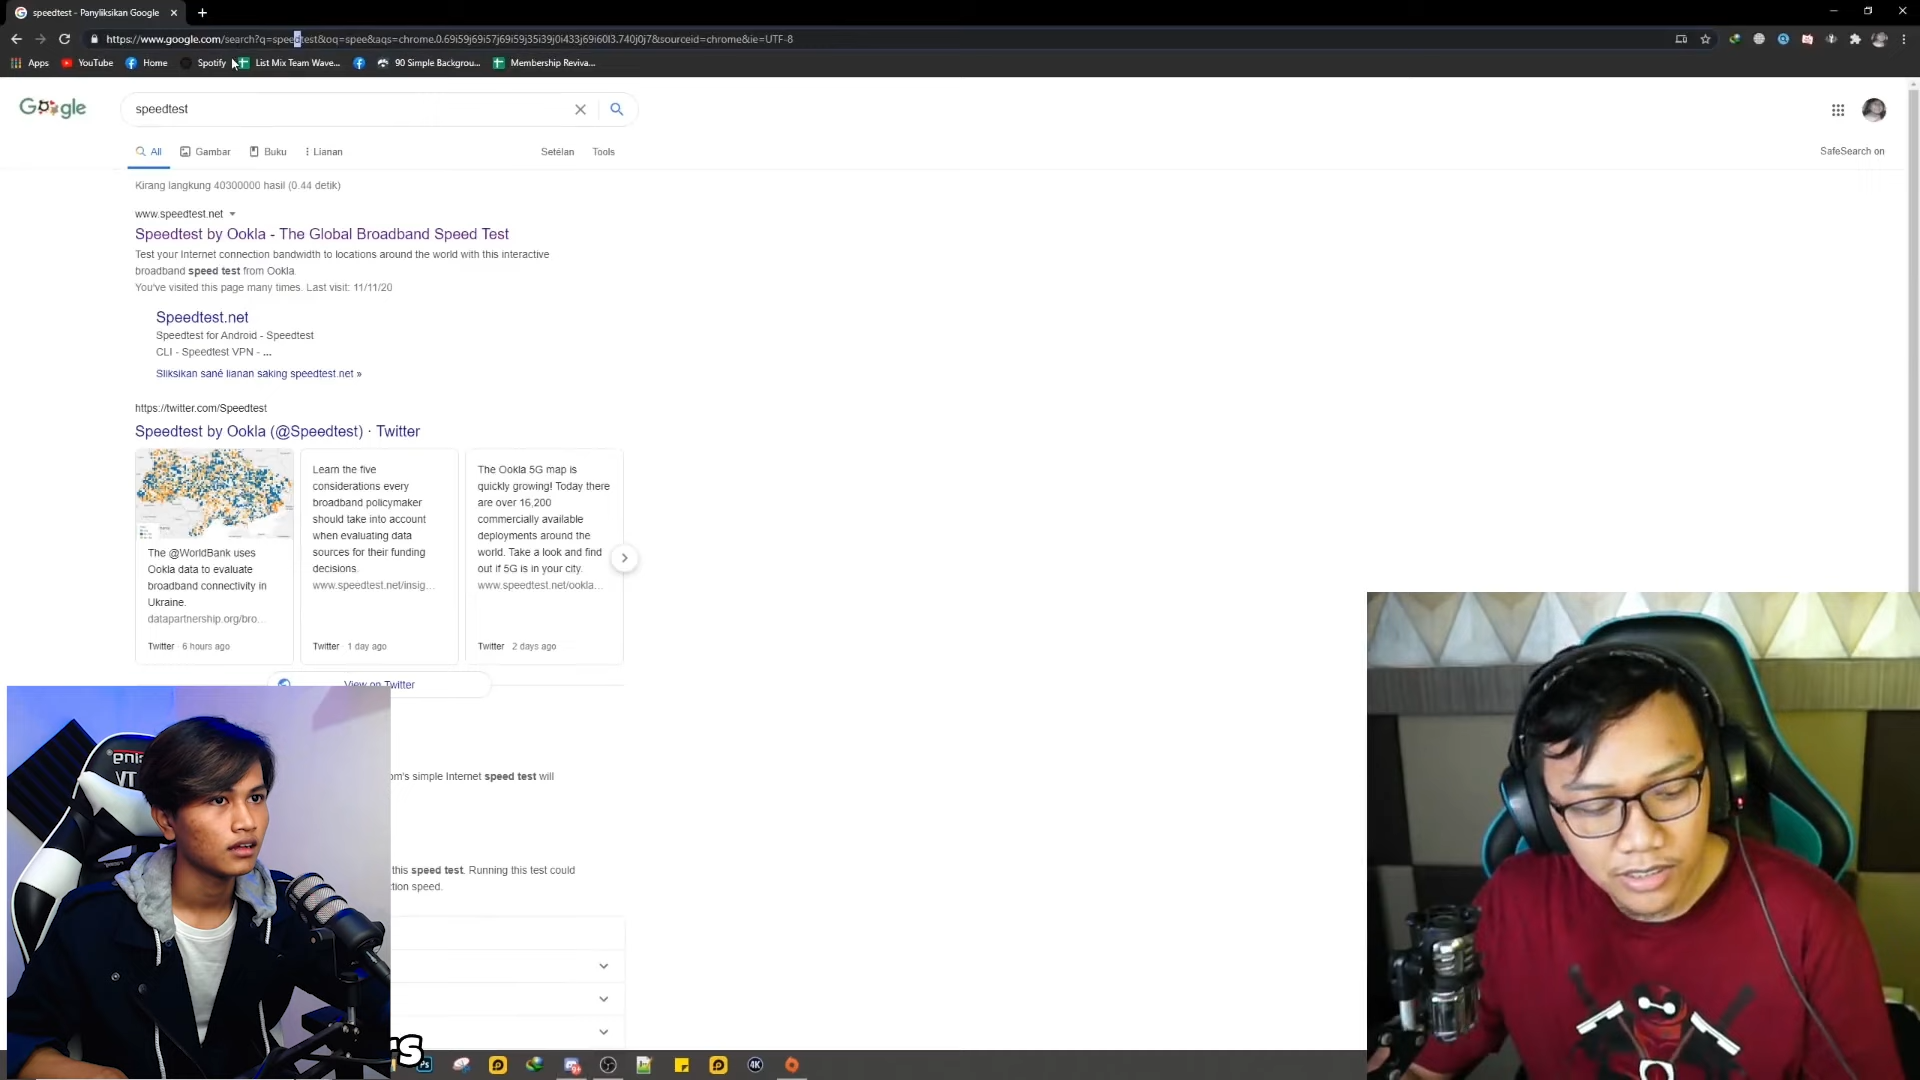 speedtest - Panyliksikan Google
https://www.google.com/search?q=speedtest&oq=spee&aqs=chrome.0.69i59j69i57j69i59j35i39j0i433j69i60l3.740j0j7&sourceid=chrome&ie=UTF-8
Apps YouTube Home Spotify List Mix Team Wave... 90 Simple Backgrou... Membership Reviva...
Google
speedtest
All Gambar Buku Lianan Setélan Tools
SafeSearch on
Kirang langkung 40300000 hasil (0.44 detik)
www.speedtest.net
Speedtest by Ookla - The Global Broadband Speed Test
Test your Internet connection bandwidth to locations around the world with this interactive
broadband speed test from Ookla.
You've visited this page many times. Last visit: 11/11/20
Speedtest.net
Speedtest for Android - Speedtest
CLI - Speedtest VPN - ...
Sliksikan sané lianan saking speedtest.net »
https://twitter.com/Speedtest
Speedtest by Ookla (@Speedtest) · Twitter
The @WorldBank uses
Ookla data to evaluate
broadband connectivity in
Ukraine.
datapartnership.org/bro...
Twitter · 6 hours ago
Learn the five
considerations every
broadband policymaker
should take into account
when evaluating data
sources for their funding
decisions.
www.speedtest.net/insig...
Twitter · 1 day ago
The Ookla 5G map is
quickly growing! Today there
are over 16,200
commercially available
deployments around the
world. Take a look and find
out if 5G is in your city.
www.speedtest.net/ookla...
Twitter · 2 days ago
View on Twitter
om's simple Internet speed test will
this speed test. Running this test could
tion speed.
rs
Ps
4K